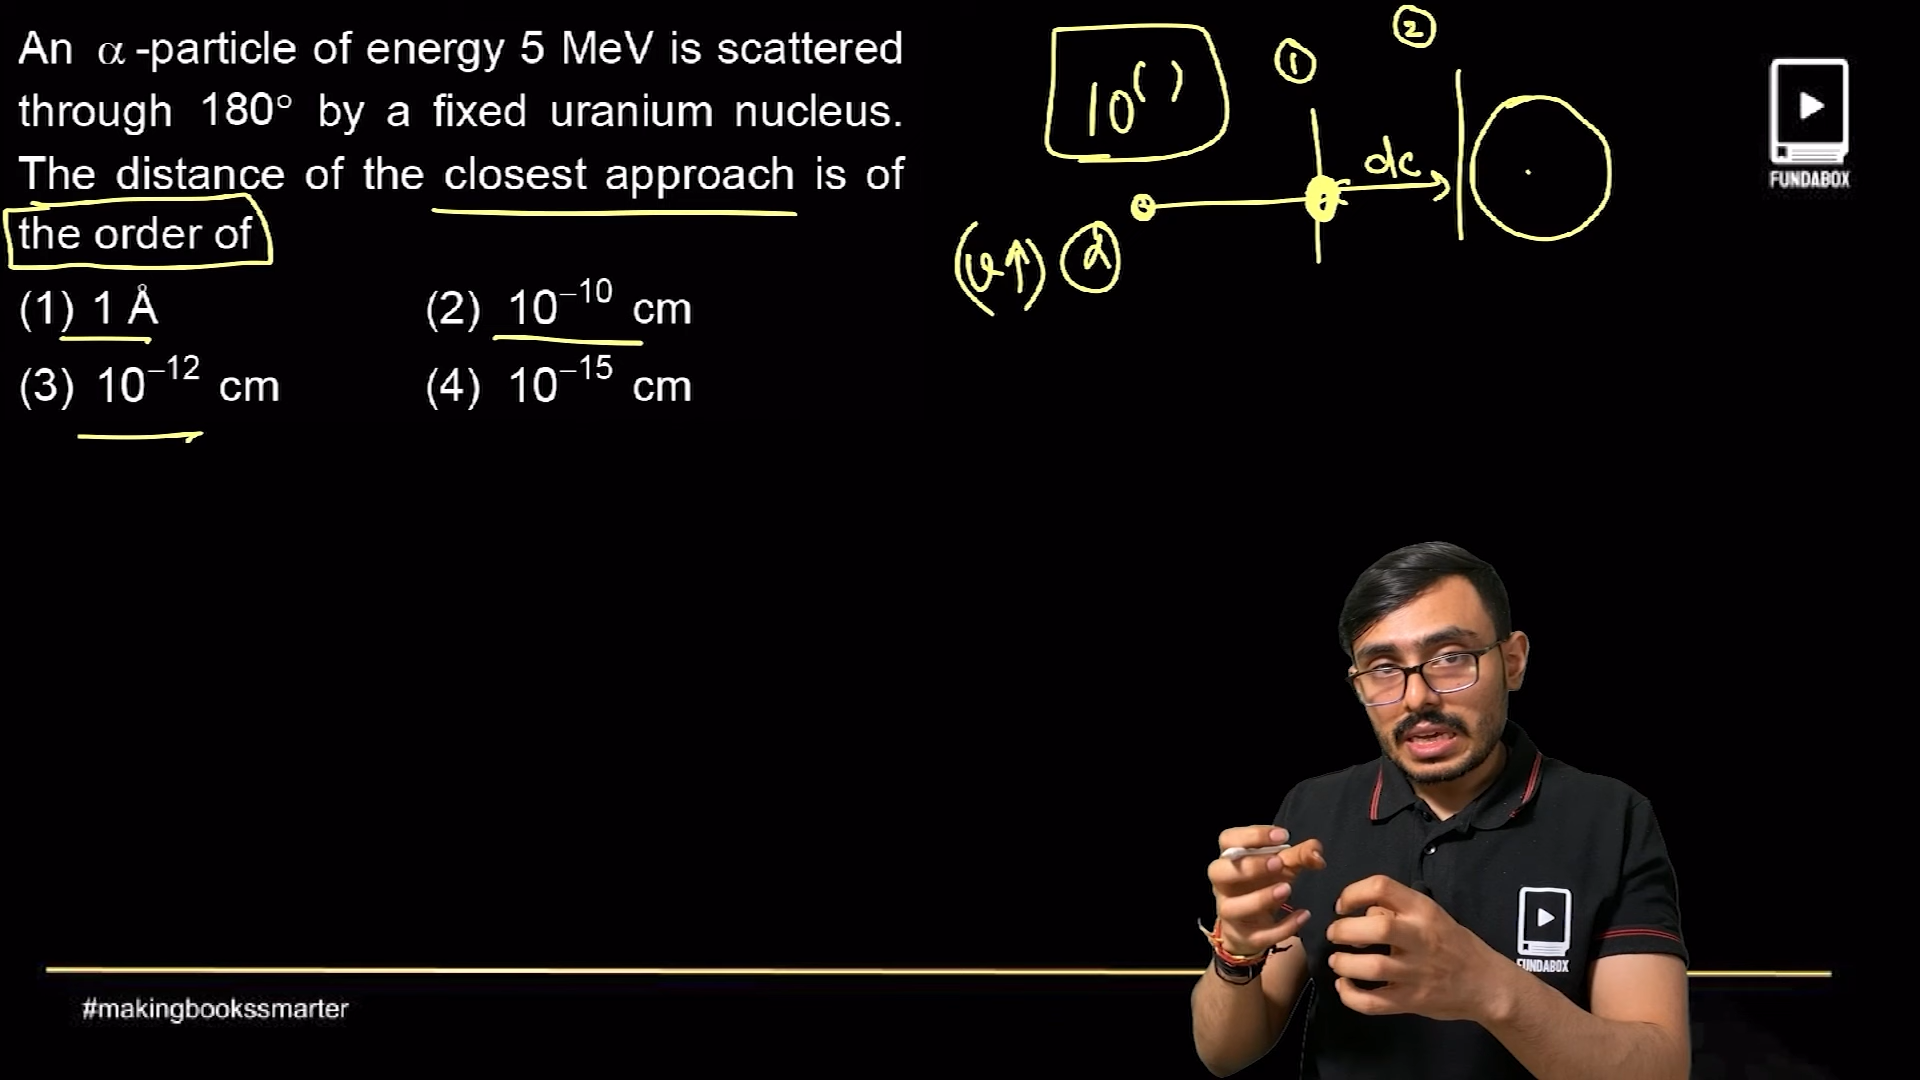 An α-particle of energy 5 MeV is scattered
through 180° by a fixed uranium nucleus.
The distance of the closest approach is of
the order of
(1) 1 Å (2) 10⁻¹⁰ cm
(3) 10⁻¹² cm (4) 10⁻¹⁵ cm
10⁽ ⁾
1
2
dc
(v↑) α
FUNDABOX
FUNDABOX
#makingbookssmarter